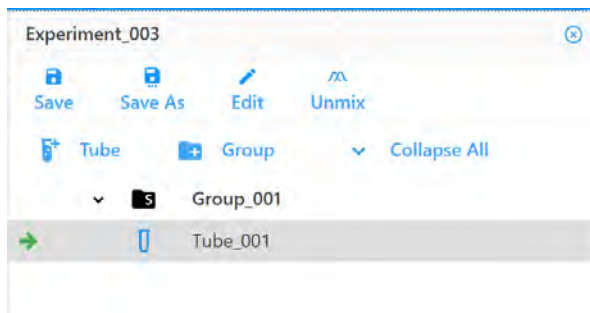 Experiment_003
Save Save As Edit Unmix
Tube Group Collapse All
S Group_001
Tube_001